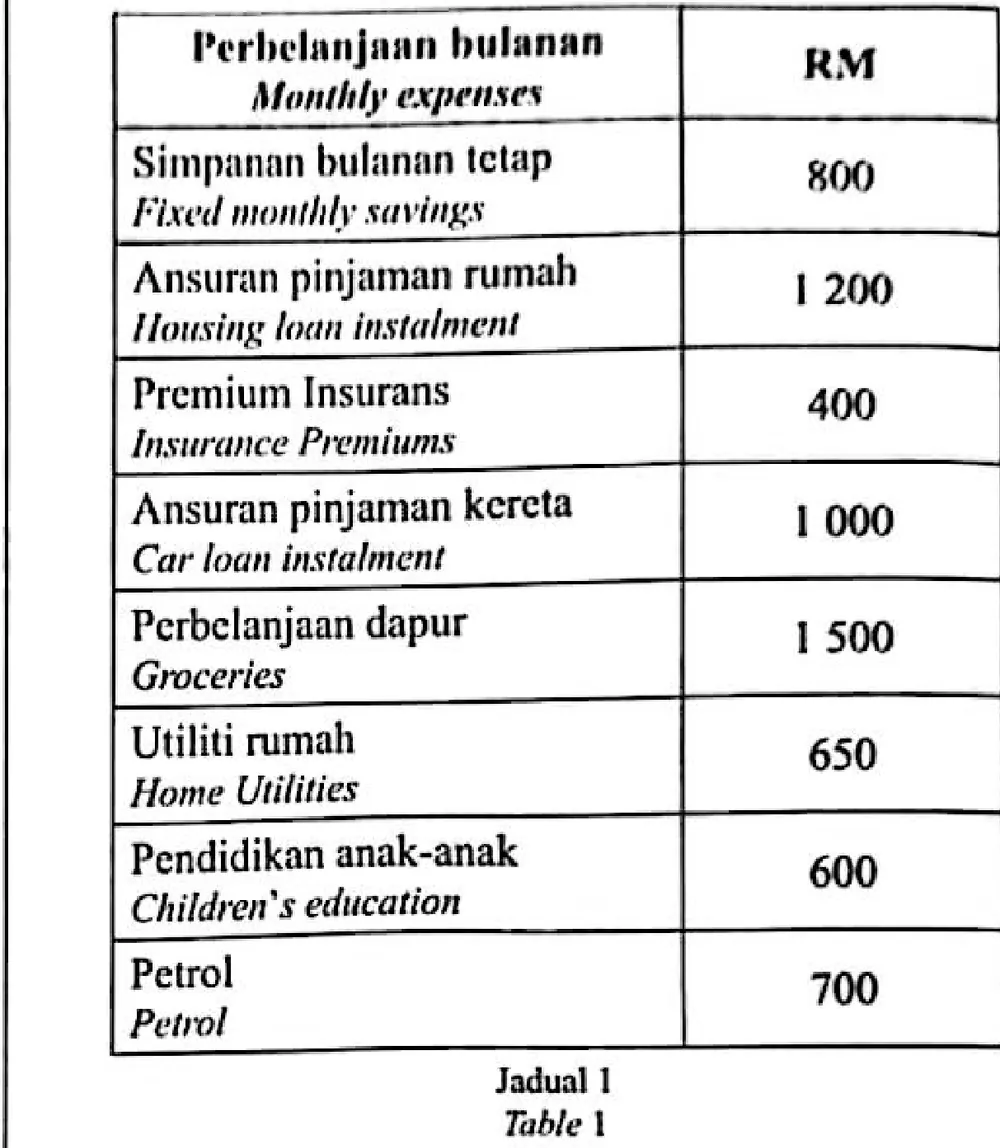 Perbelanjaan bulanan
Monthly expenses
RM
Simpanan bulanan tetap
Fixed monthly savings
800
Ansuran pinjaman rumah
Housing loan instalment
1 200
Premium Insurans
Insurance Premiums
400
Ansuran pinjaman kereta
Car loan instalment
1 000
Perbelanjaan dapur
Groceries
1 500
Utiliti rumah
Home Utilities
650
Pendidikan anak-anak
Children's education
600
Petrol
Petrol
700
Jadual 1
Table 1